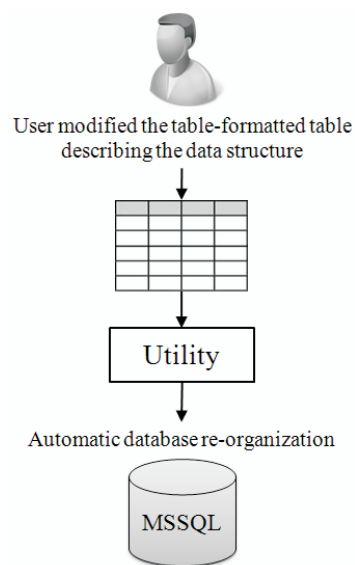 User modified the table-formatted table
describing the data structure
Utility
Automatic database re-organization
MSSQL